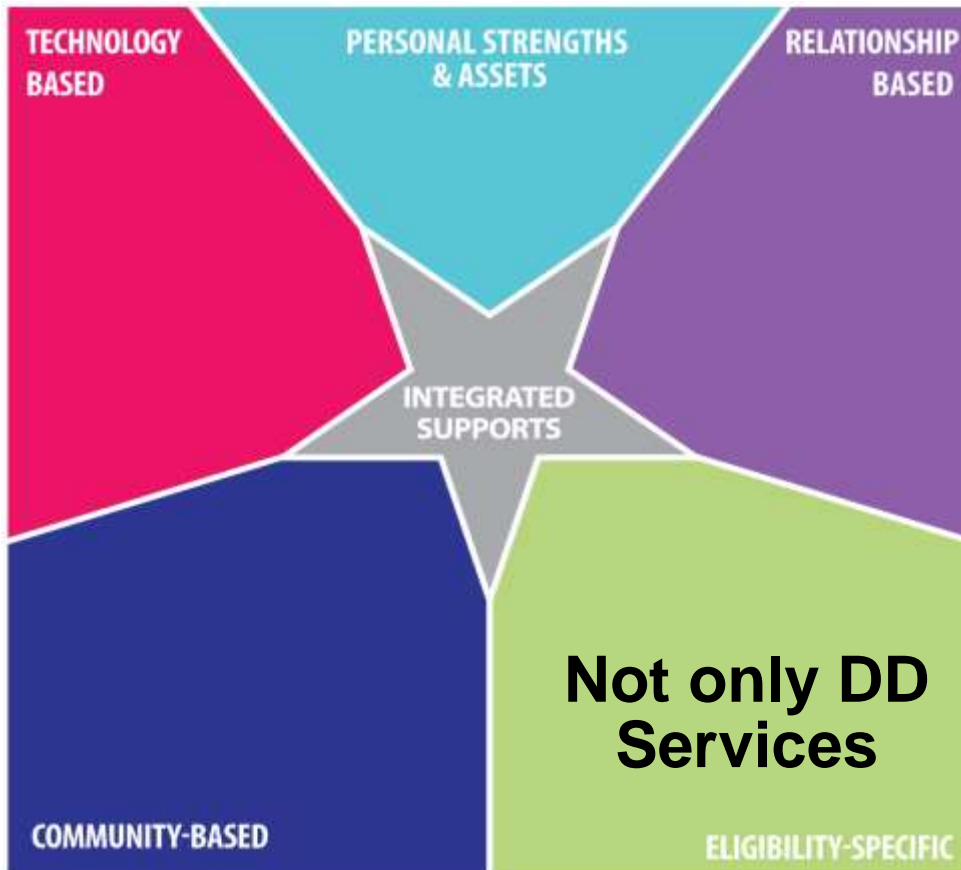 TECHNOLOGY
BASED
PERSONAL STRENGTHS
& ASSETS
RELATIONSHIP
BASED
INTEGRATED
SUPPORTS
Not only DD
Services
COMMUNITY-BASED
ELIGIBILITY-SPECIFIC